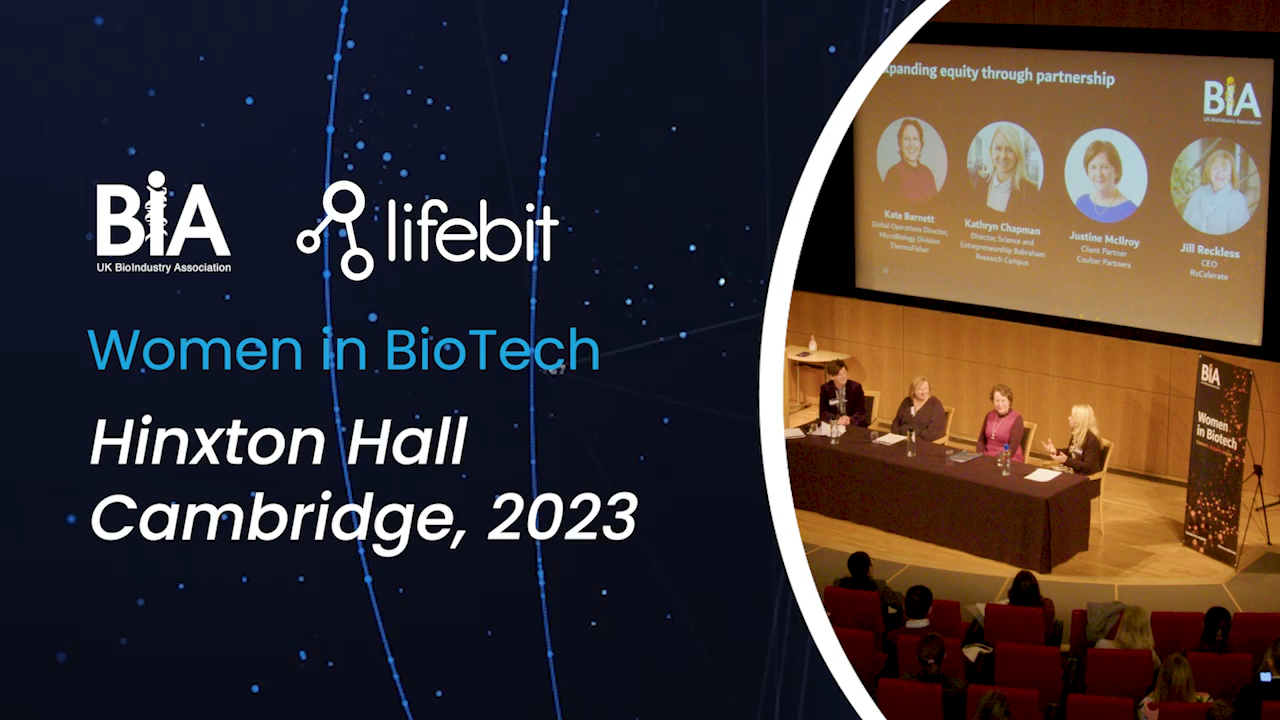 BIA
UK BioIndustry Association
lifebit
Women in BioTech
Hinxton Hall
Cambridge, 2023
panding equity through partnership
BIA
UK BioIndustry Association
Kate Barnett
Global Operations Director,
MicroBiology Division
ThermoFisher
Kathryn Chapman
Director, Science and
Entrepreneurship Babraham
Research Campus
Justine McIlroy
Client Partner
Coulter Partners
Jill Reckless
CEO
RxCelerate
BIA
Women
in Biotech